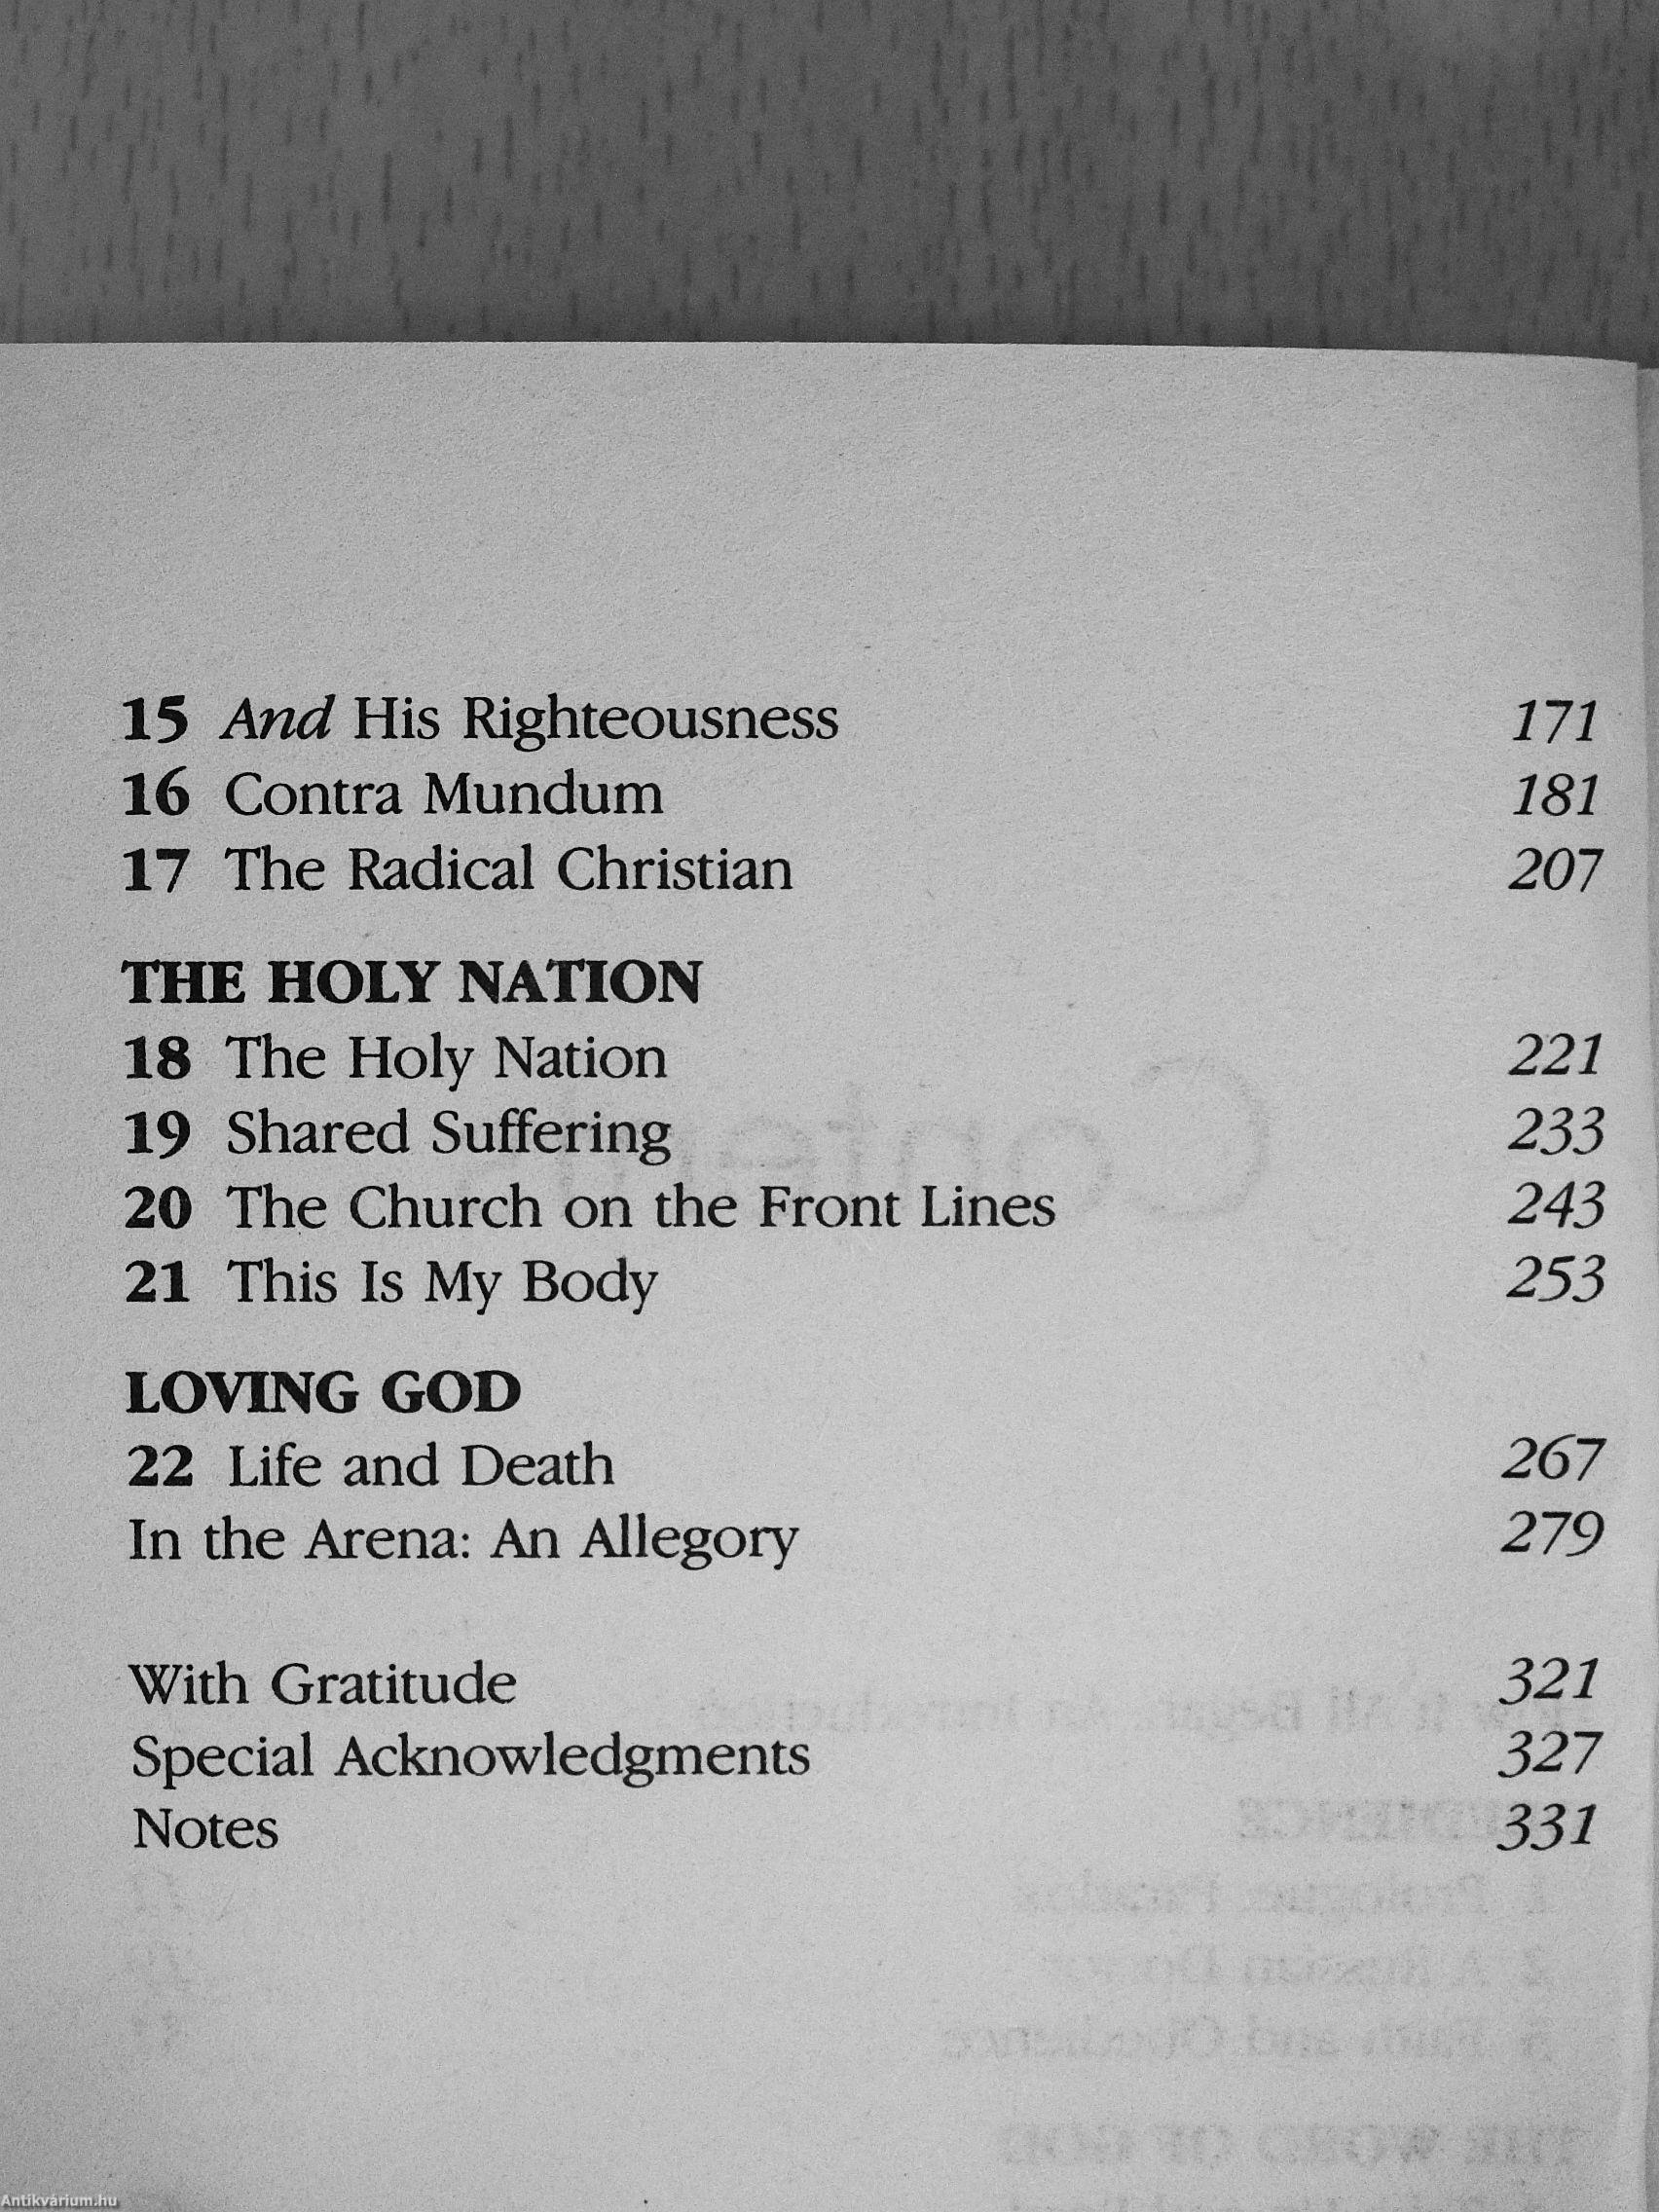 15 And His Righteousness 171
16 Contra Mundum 181
17 The Radical Christian 207
THE HOLY NATION
18 The Holy Nation 221
19 Shared Suffering 233
20 The Church on the Front Lines 243
21 This Is My Body 253
LOVING GOD
22 Life and Death 267
In the Arena: An Allegory 279
With Gratitude 321
Special Acknowledgments 327
Notes 331
Antikvárium.hu